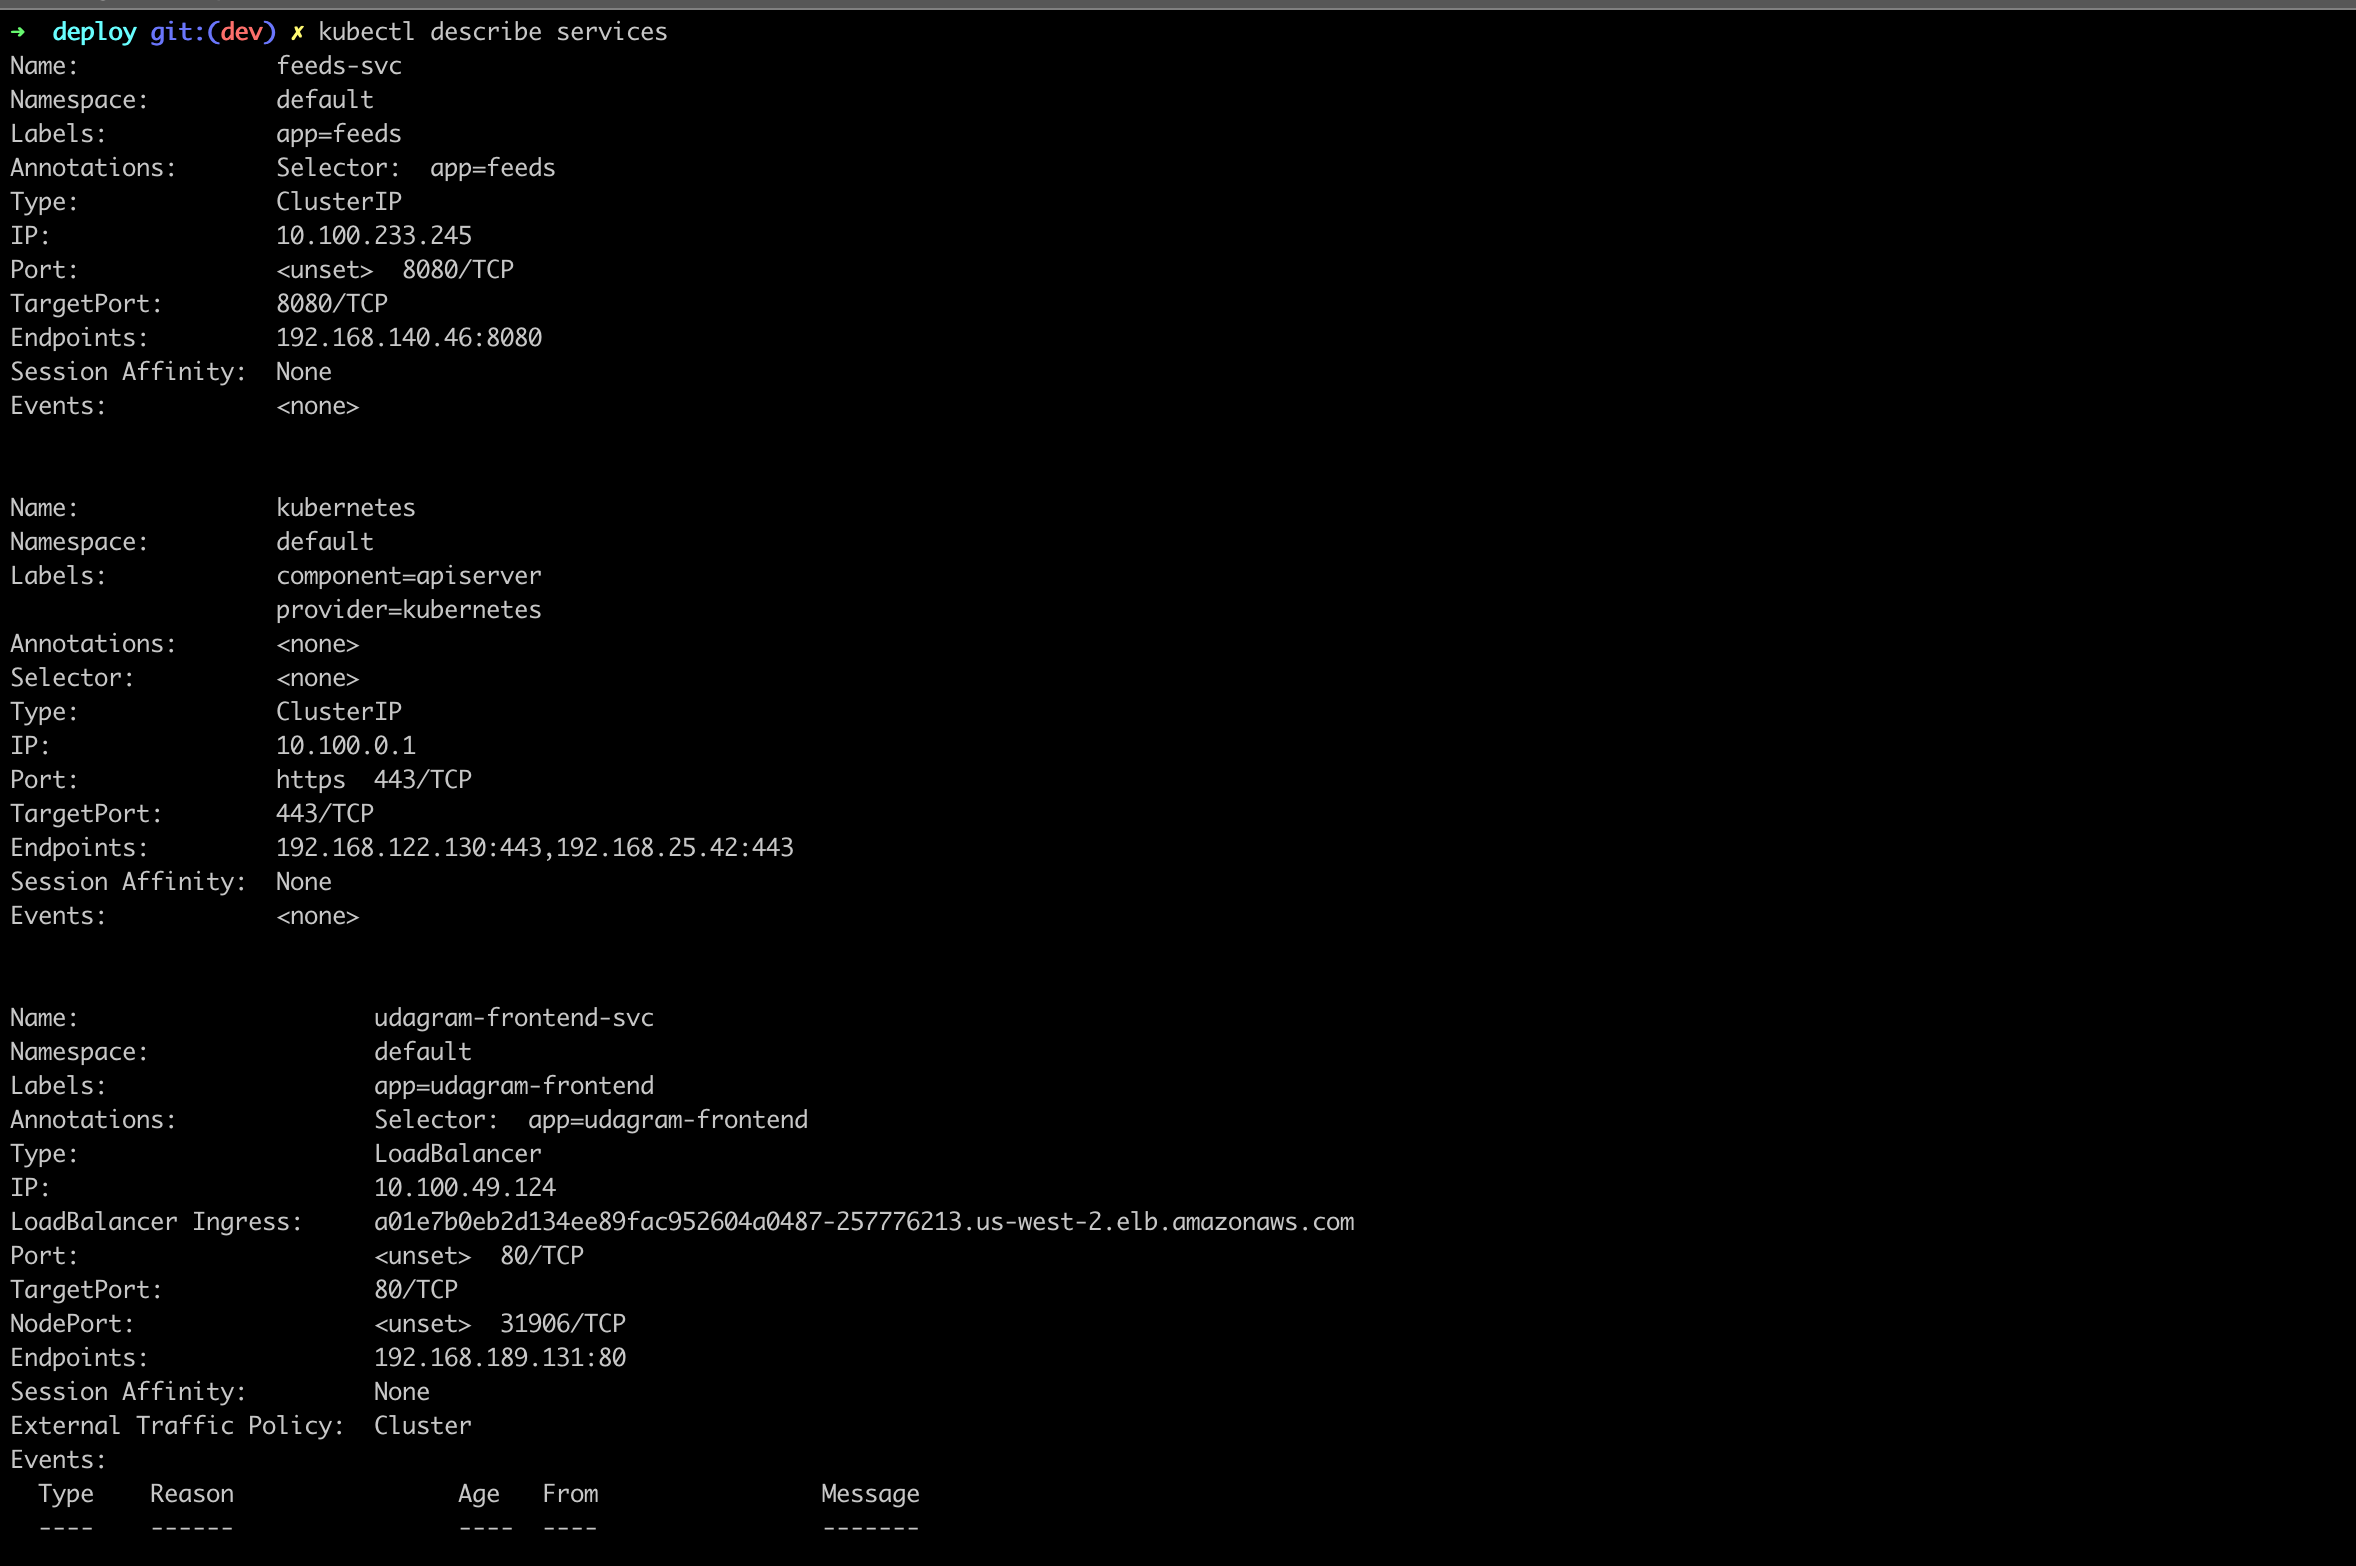 ➜  deploy git:(dev) ✗ kubectl describe services
Name:              feeds-svc
Namespace:         default
Labels:            app=feeds
Annotations:       Selector:  app=feeds
Type:              ClusterIP
IP:                10.100.233.245
Port:              <unset>  8080/TCP
TargetPort:        8080/TCP
Endpoints:         192.168.140.46:8080
Session Affinity:  None
Events:            <none>
Name:              kubernetes
Namespace:         default
Labels:            component=apiserver
                   provider=kubernetes
Annotations:       <none>
Selector:          <none>
Type:              ClusterIP
IP:                10.100.0.1
Port:              https  443/TCP
TargetPort:        443/TCP
Endpoints:         192.168.122.130:443,192.168.25.42:443
Session Affinity:  None
Events:            <none>
Name:                     udagram-frontend-svc
Namespace:                default
Labels:                   app=udagram-frontend
Annotations:              Selector:  app=udagram-frontend
Type:                     LoadBalancer
IP:                       10.100.49.124
LoadBalancer Ingress:     a01e7b0eb2d134ee89fac952604a0487-257776213.us-west-2.elb.amazonaws.com
Port:                     <unset>  80/TCP
TargetPort:               80/TCP
NodePort:                 <unset>  31906/TCP
Endpoints:                192.168.189.131:80
Session Affinity:         None
External Traffic Policy:  Cluster
Events:
  Type    Reason                Age   From                Message
  ----    ------                ----  ----                -------